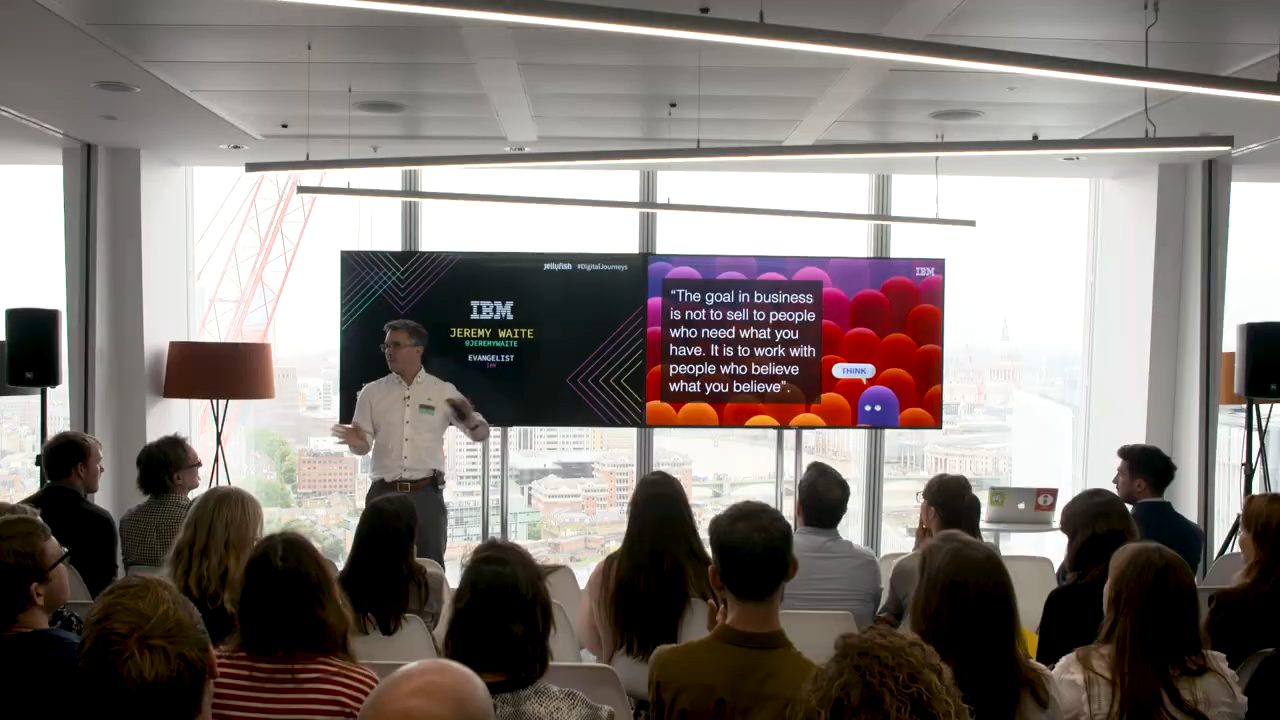 jellyfish #DigitalJourneys
IBM
JEREMY WAITE
@JEREMYWAITE
EVANGELIST
IBM
IBM
“The goal in business
is not to sell to people
who need what you
have. It is to work with
people who believe
what you believe”.
THINK